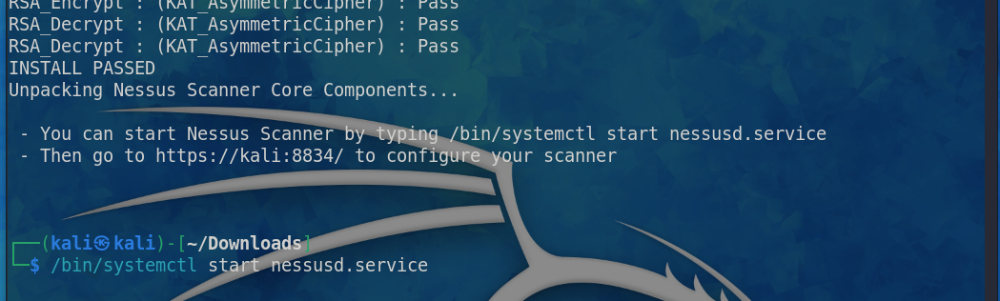 RSA_Encrypt : (KAT_AsymmetricCipher) : Pass
RSA_Decrypt : (KAT_AsymmetricCipher) : Pass
RSA_Decrypt : (KAT_AsymmetricCipher) : Pass
INSTALL PASSED
Unpacking Nessus Scanner Core Components...
- You can start Nessus Scanner by typing /bin/systemctl start nessusd.service
- Then go to https://kali:8834/ to configure your scanner
┌──(kali㉿kali)-[~/Downloads]
└─$ /bin/systemctl start nessusd.service